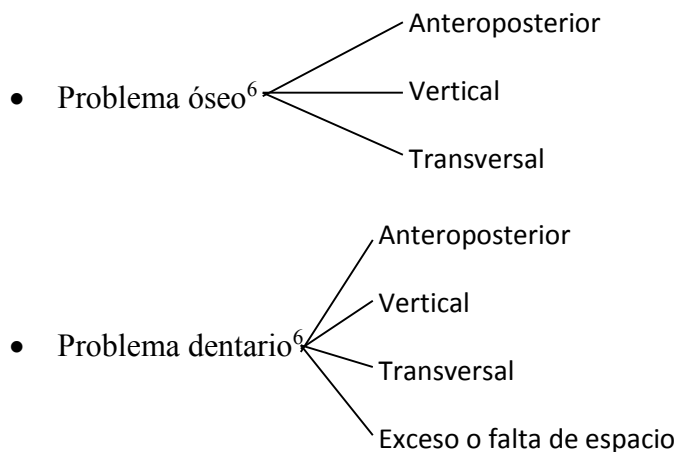 Anteroposterior
• Problema óseo⁶
Vertical
Transversal
Anteroposterior
Vertical
• Problema dentario⁶
Transversal
Exceso o falta de espacio